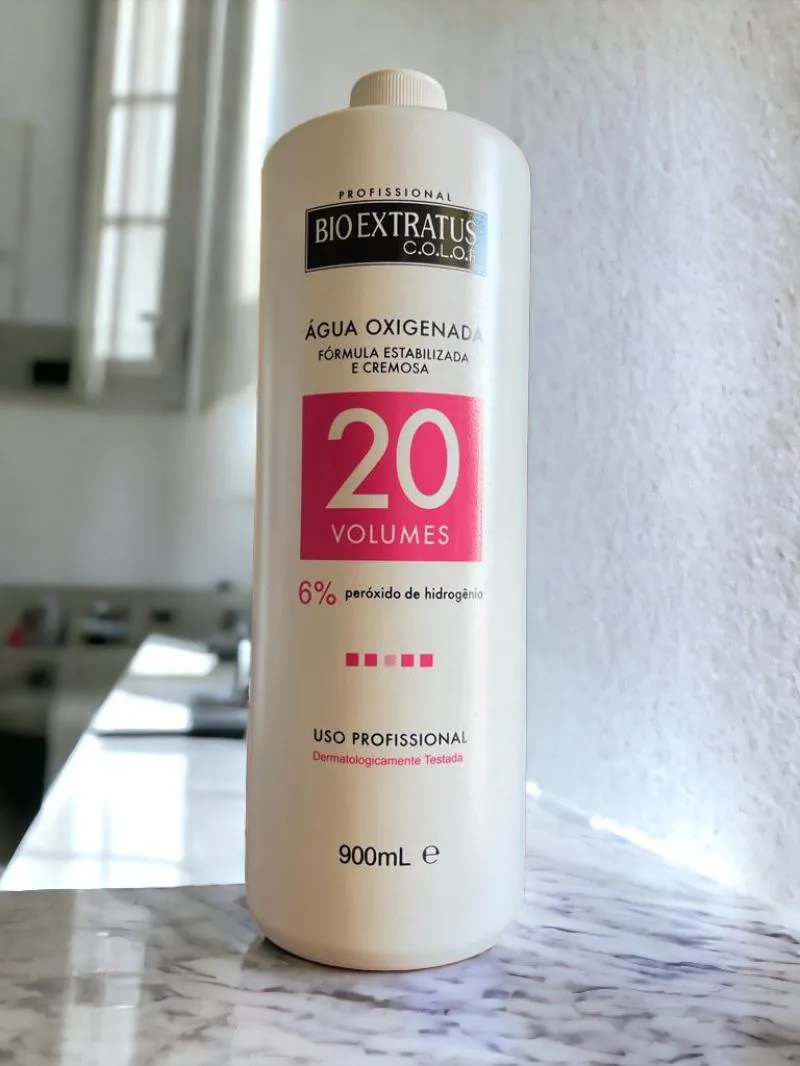 PROFISSIONAL
BIO EXTRATUS
C.O.L.O.R
ÁGUA OXIGENADA
FÓRMULA ESTABILIZADA
E CREMOSA
20
VOLUMES
6% peróxido de hidrogênio
USO PROFISSIONAL
Dermatologicamente Testada
900mL ℮